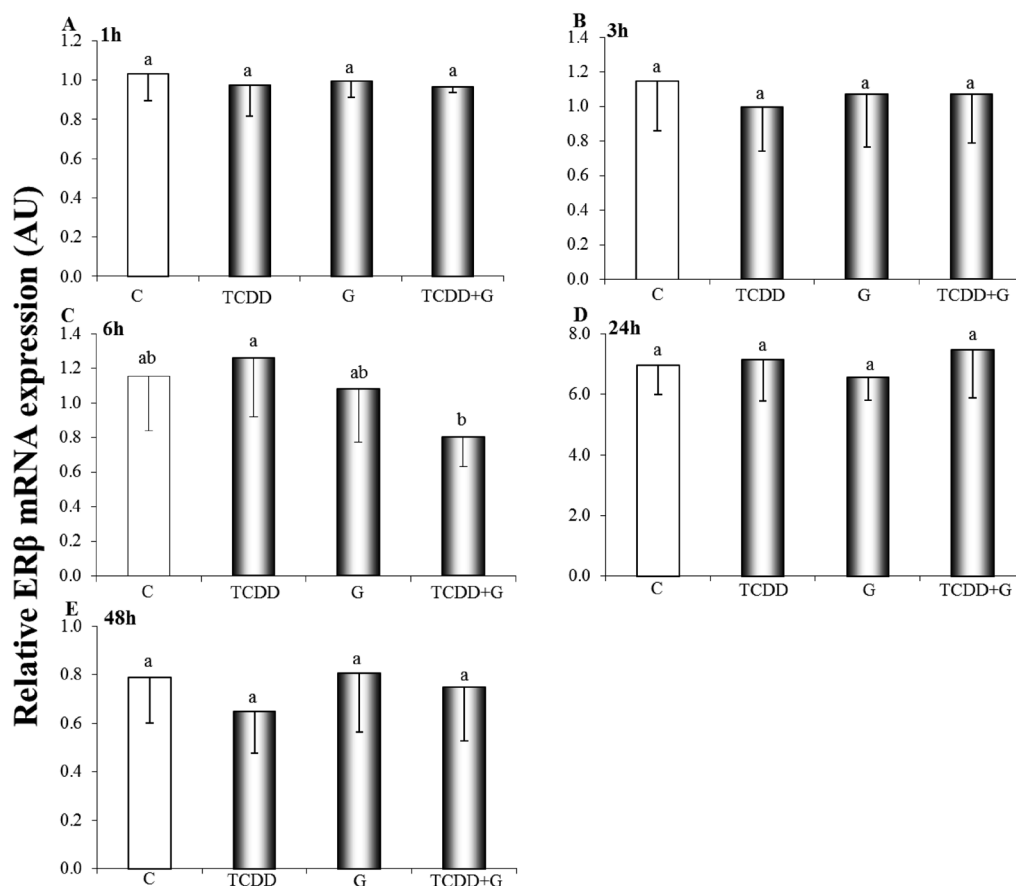 Relative ERβ mRNA expression (AU)
A 1h
1.2
1.0
0.8
0.6
0.4
0.2
0.0
a a a a
C TCDD G TCDD+G
B 3h
1.4
1.2
1.0
0.8
0.6
0.4
0.2
0.0
a a a a
C TCDD G TCDD+G
C 6h
1.4
1.2
1.0
0.8
0.6
0.4
0.2
0.0
ab a ab b
C TCDD G TCDD+G
D 24h
8.0
6.0
4.0
2.0
0.0
a a a a
C TCDD G TCDD+G
E 48h
1.0
0.8
0.6
0.4
0.2
0.0
a a a a
C TCDD G TCDD+G